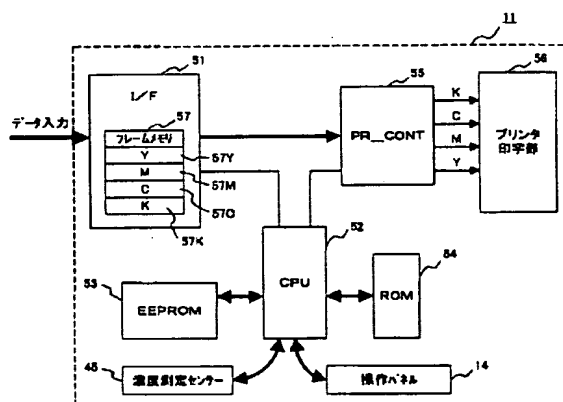 11
51
I/F
57
フレームメモリ
Y
57Y
M
57M
C
57C
K
57K
データ入力
55
PR_CONT
K
C
M
Y
56
プリンタ
印字部
52
CPU
53
EEPROM
54
ROM
48
濃度測定センサー
操作パネル
14